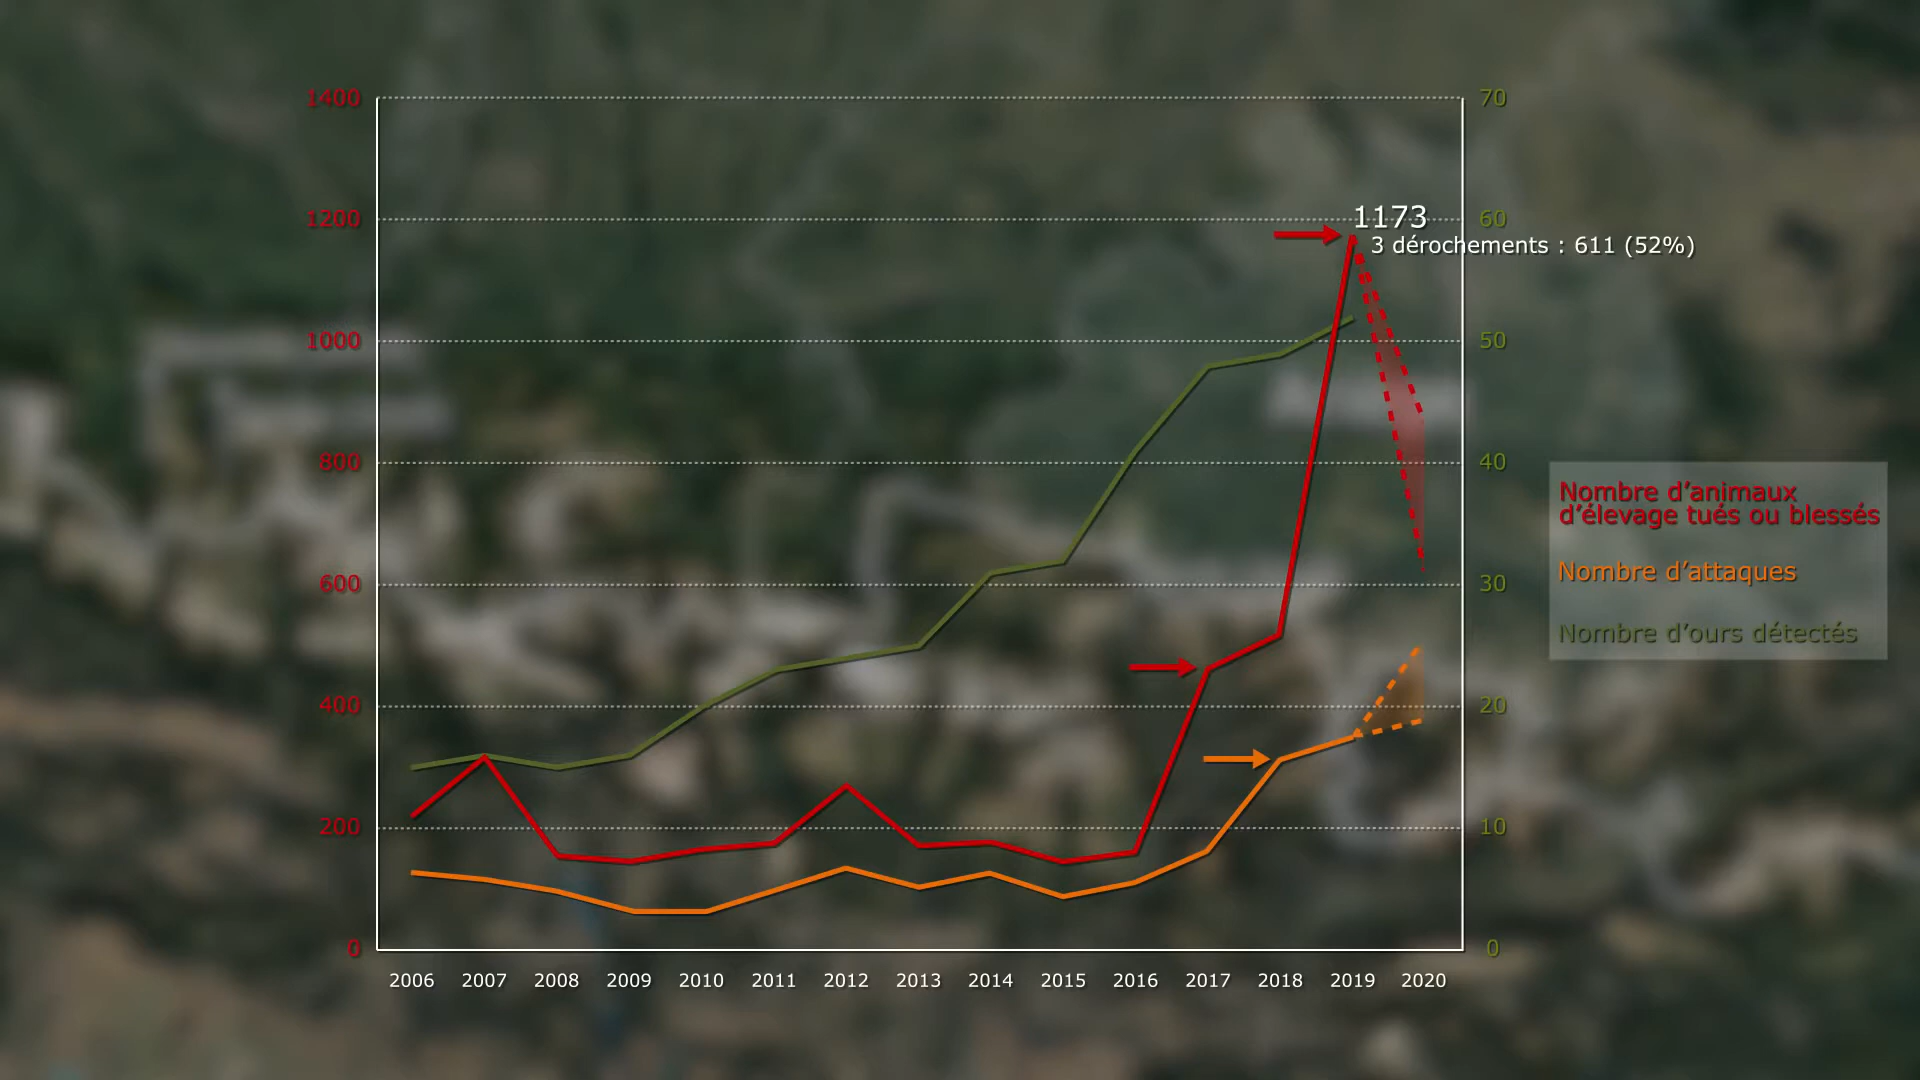 1400
70
1200
1173
60
3 dérochements : 611 (52%)
1000
50
800
40
Nombre d’animaux
d’élevage tués ou blessés
Nombre d’attaques
600
30
Nombre d’ours détectés
400
20
200
10
0
0
2006 2007 2008 2009 2010 2011 2012 2013 2014 2015 2016 2017 2018 2019 2020